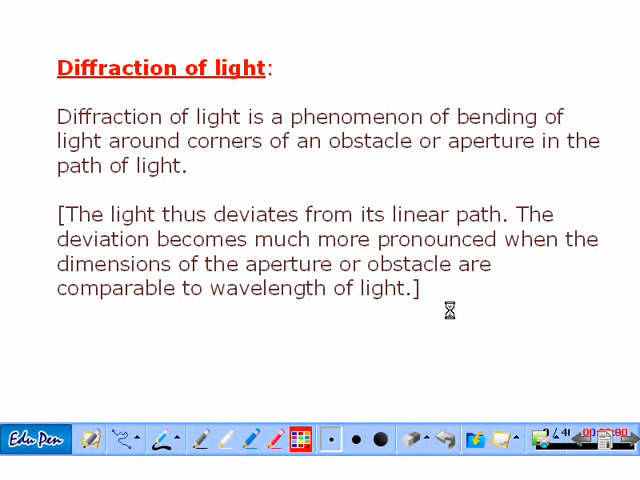 Diffraction of light:
Diffraction of light is a phenomenon of bending of
light around corners of an obstacle or aperture in the
path of light.
[The light thus deviates from its linear path. The
deviation becomes much more pronounced when the
dimensions of the aperture or obstacle are
comparable to wavelength of light.]
Edu Pen